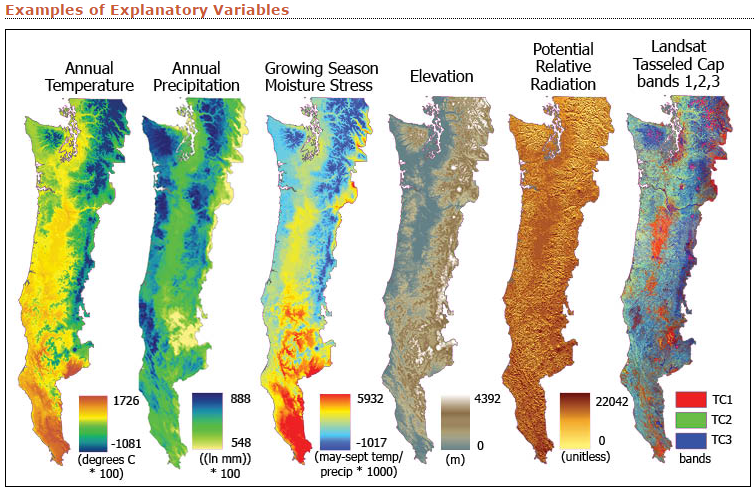 Examples of Explanatory Variables
Annual
Temperature
Annual
Precipitation
Growing Season
Moisture Stress
Elevation
Potential
Relative
Radiation
Landsat
Tasseled Cap
bands 1,2,3
1726
-1081
(degrees C
* 100)
888
548
((ln mm))
* 100
5932
-1017
(may-sept temp/
precip * 1000)
4392
0
(m)
22042
0
(unitless)
TC1
TC2
TC3
bands